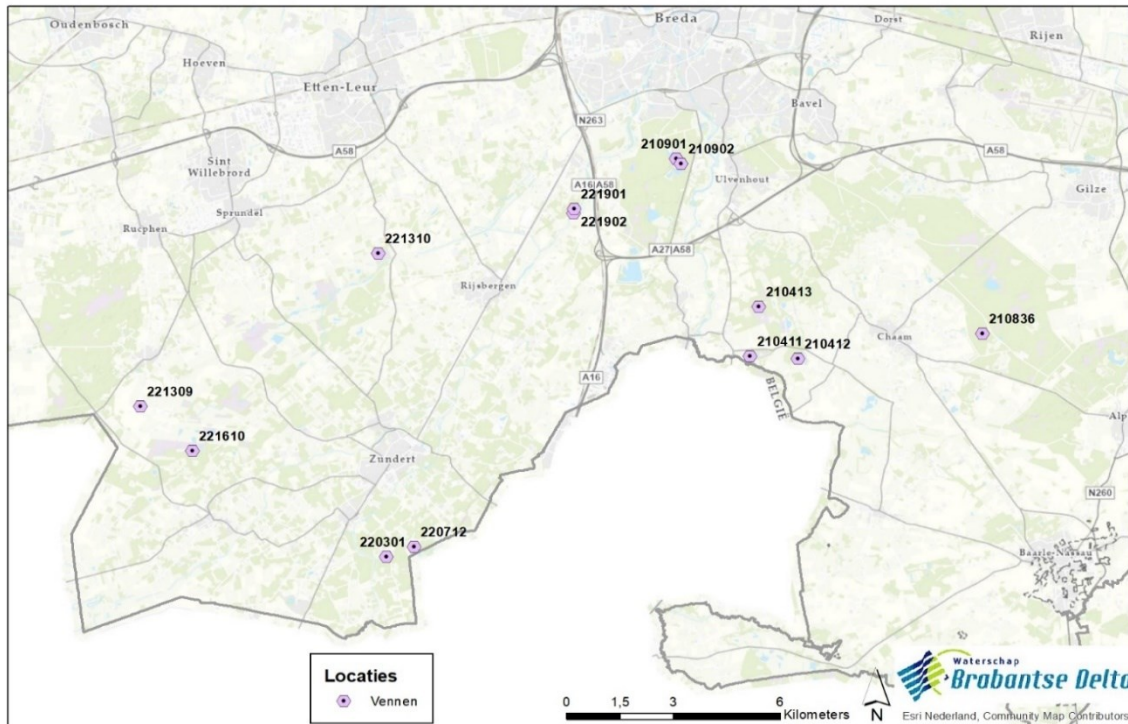 Oudenbosch
Breda
Dorst
Rijen
Hoeven
Etten-Leur
Bavel
N263
A58
Sint
Willebrord
210901
210902
A58
Ulvenhout
Gilze
A16|A58
221901
221902
Sprundel
Rucphen
221310
A27|A58
Rijsbergen
210413
210836
Chaam
210411
210412
A16
BELGIË
221309
221610
Zundert
Alp
N260
220712
220301
Baarle-Nassau
Locaties
Vennen
0 1,5 3 6
Kilometers
N
Waterschap
Brabantse Delta
Esri Nederland, Community Map Contributors